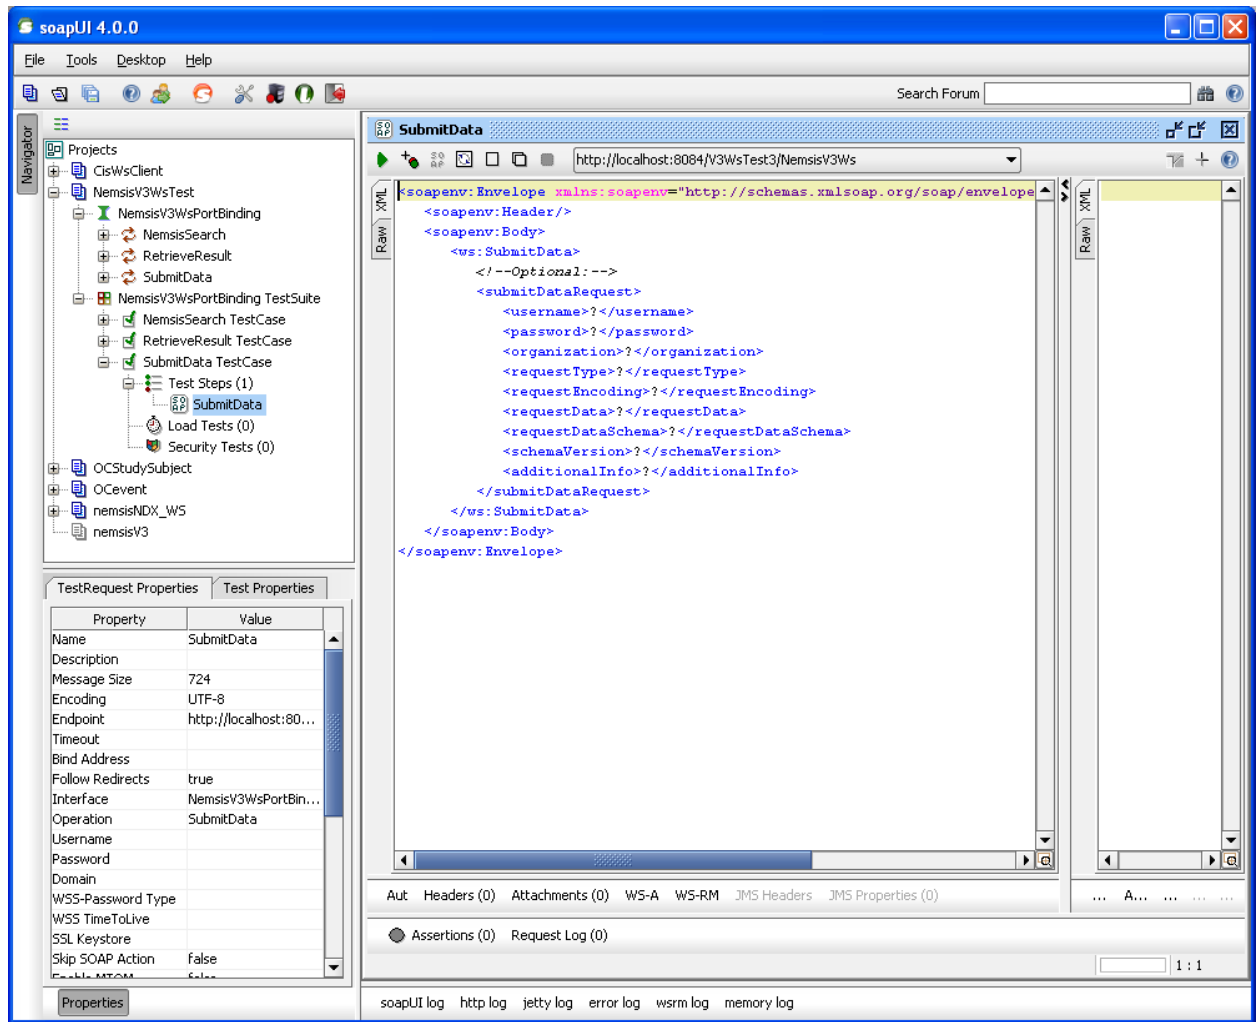 soapUI 4.0.0
File Tools Desktop Help
Search Forum
Navigator
Projects
CisWsClient
NemsisV3WsTest
NemsisV3WsPortBinding
NemsisSearch
RetrieveResult
SubmitData
NemsisV3WsPortBinding TestSuite
NemsisSearch TestCase
RetrieveResult TestCase
SubmitData TestCase
Test Steps (1)
SubmitData
Load Tests (0)
Security Tests (0)
OCStudySubject
OCevent
nemsisNDX_WS
nemsisV3
TestRequest Properties Test Properties
Property Value
Name SubmitData
Description
Message Size 724
Encoding UTF-8
Endpoint http://localhost:80...
Timeout
Bind Address
Follow Redirects true
Interface NemsisV3WsPortBin...
Operation SubmitData
Username
Password
Domain
WSS-Password Type
WSS TimeToLive
SSL Keystore
Skip SOAP Action false
Enable MTOM false
Properties
SubmitData
http://localhost:8084/V3WsTest3/NemsisV3Ws
XML
Raw
<soapenv:Envelope xmlns:soapenv="http://schemas.xmlsoap.org/soap/envelope
<soapenv:Header/>
<soapenv:Body>
<ws:SubmitData>
<!--Optional:-->
<submitDataRequest>
<username>?</username>
<password>?</password>
<organization>?</organization>
<requestType>?</requestType>
<requestEncoding>?</requestEncoding>
<requestData>?</requestData>
<requestDataSchema>?</requestDataSchema>
<schemaVersion>?</schemaVersion>
<additionalInfo>?</additionalInfo>
</submitDataRequest>
</ws:SubmitData>
</soapenv:Body>
</soapenv:Envelope>
XML
Raw
Aut Headers (0) Attachments (0) WS-A WS-RM JMS Headers JMS Properties (0)
... A... ... ... ...
Assertions (0) Request Log (0)
1 : 1
soapUI log http log jetty log error log wsrm log memory log